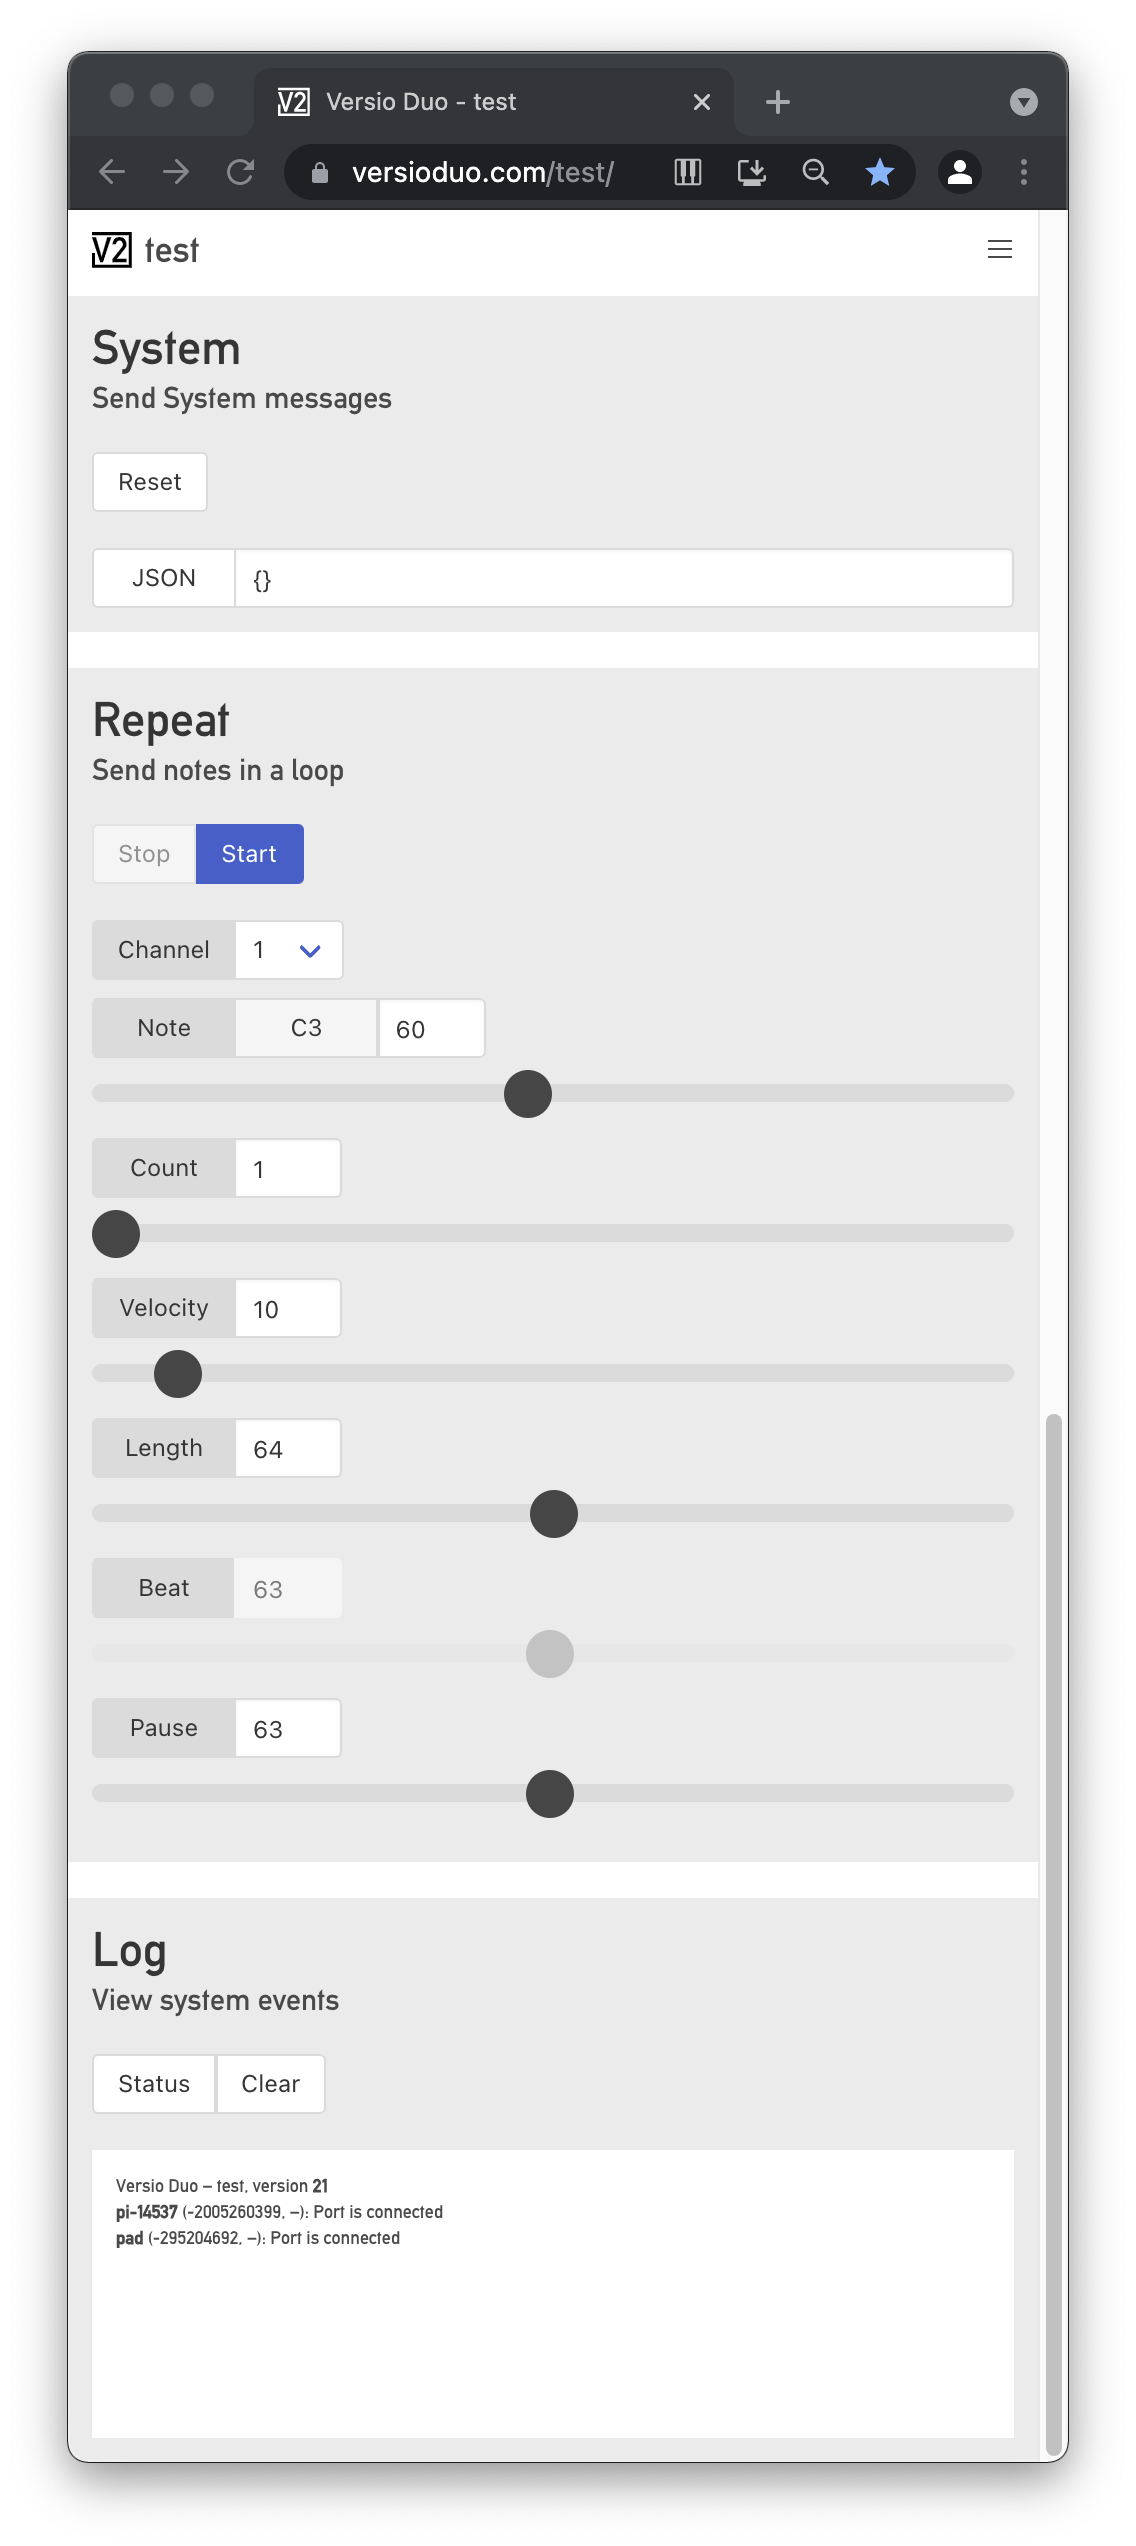 V2 Versio Duo - test
versioduo.com/test/
V2 test
System
Send System messages
Reset
JSON {}
Repeat
Send notes in a loop
Stop Start
Channel 1
Note C3 60
Count 1
Velocity 10
Length 64
Beat 63
Pause 63
Log
View system events
Status Clear
Versio Duo – test, version 21
pi-14537 (-2005260399, –): Port is connected
pad (-295204692, –): Port is connected